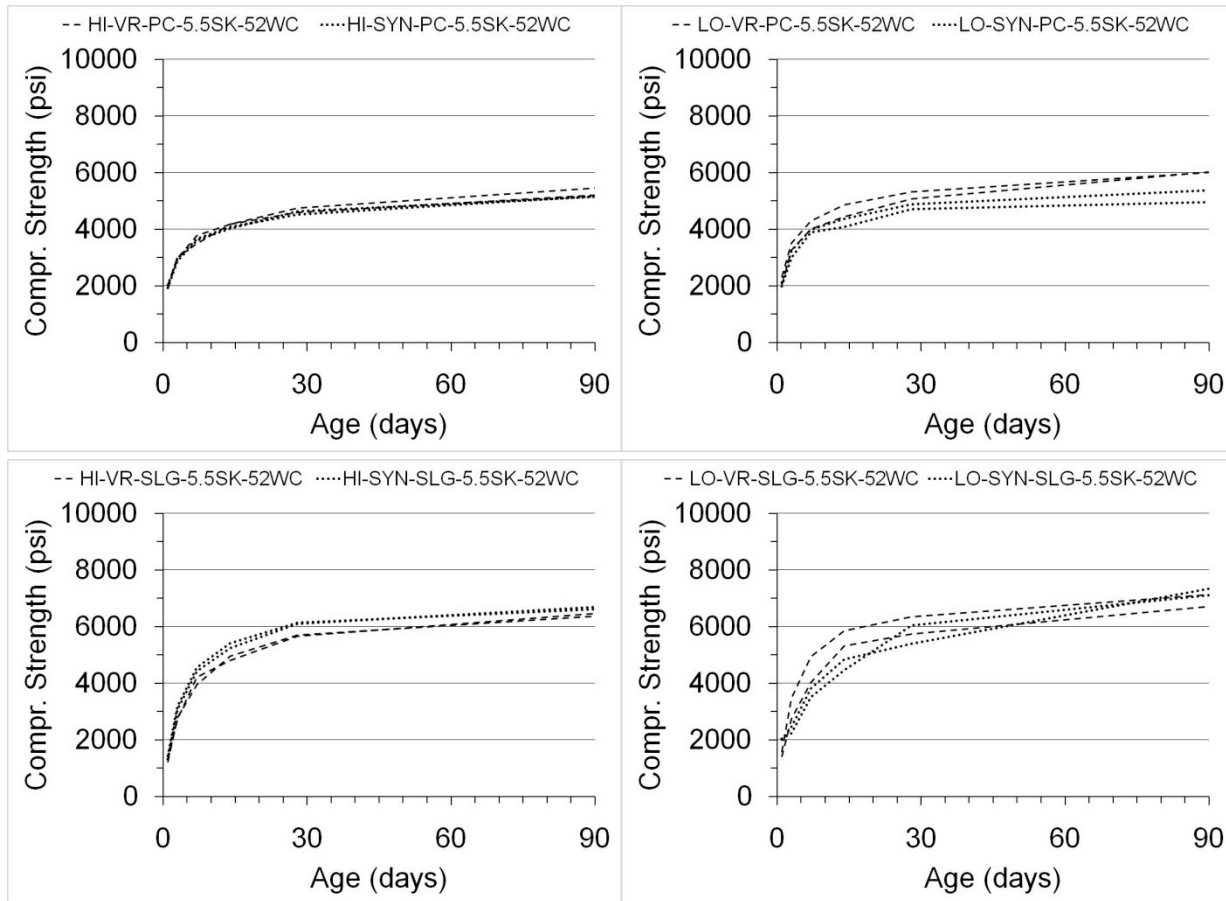 HI-VR-PC-5.5SK-52WC HI-SYN-PC-5.5SK-52WC
10000
8000
6000
4000
2000
0
Compr. Strength (psi)
0 30 60 90
Age (days)
LO-VR-PC-5.5SK-52WC LO-SYN-PC-5.5SK-52WC
10000
8000
6000
4000
2000
0
Compr. Strength (psi)
0 30 60 90
Age (days)
HI-VR-SLG-5.5SK-52WC HI-SYN-SLG-5.5SK-52WC
10000
8000
6000
4000
2000
0
Compr. Strength (psi)
0 30 60 90
Age (days)
LO-VR-SLG-5.5SK-52WC LO-SYN-SLG-5.5SK-52WC
10000
8000
6000
4000
2000
0
Compr. Strength (psi)
0 30 60 90
Age (days)